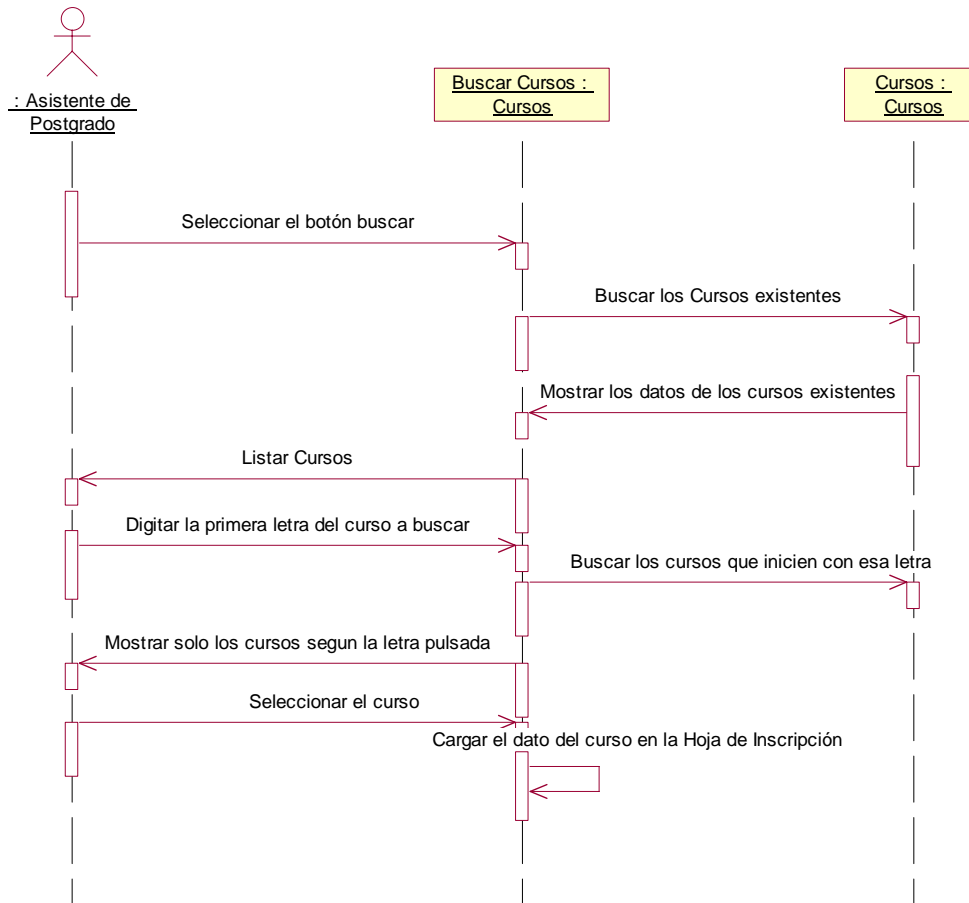 : Asistente de
Postgrado
Buscar Cursos :
Cursos
Cursos :
Cursos
Seleccionar el botón buscar
Buscar los Cursos existentes
Mostrar los datos de los cursos existentes
Listar Cursos
Digitar la primera letra del curso a buscar
Buscar los cursos que inicien con esa letra
Mostrar solo los cursos segun la letra pulsada
Seleccionar el curso
Cargar el dato del curso en la Hoja de Inscripción